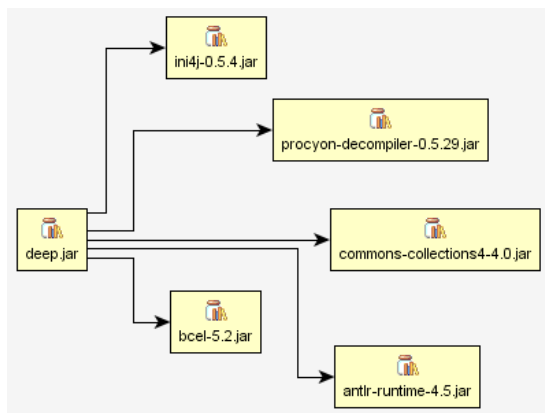 ini4j-0.5.4.jar
procyon-decompiler-0.5.29.jar
deep.jar
commons-collections4-4.0.jar
bcel-5.2.jar
antlr-runtime-4.5.jar